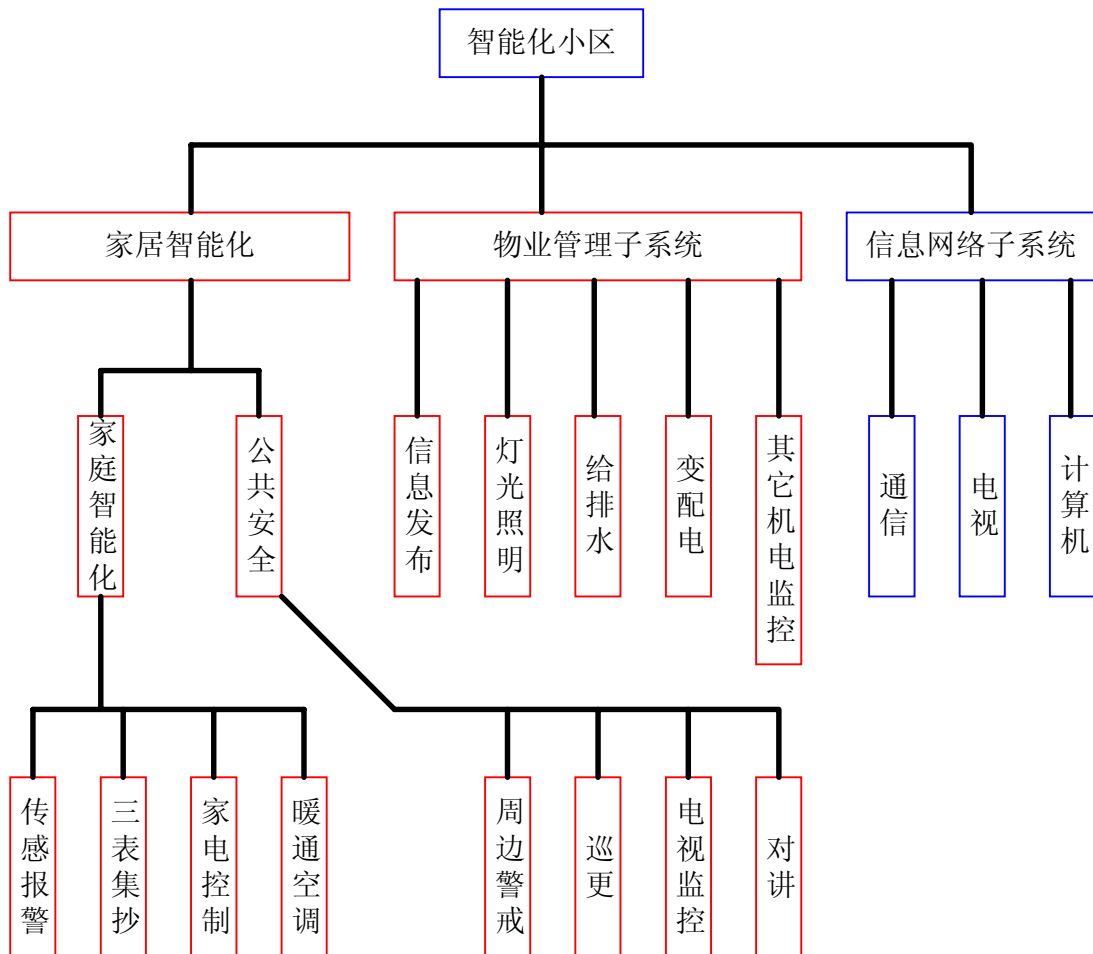 智能化小区
家居智能化
物业管理子系统
信息网络子系统
家庭智能化
公共安全
信息发布
灯光照明
给排水
变配电
其它机电监控
通信
电视
计算机
传感报警
三表集抄
家电控制
暖通空调
周边警戒
巡更
电视监控
对讲